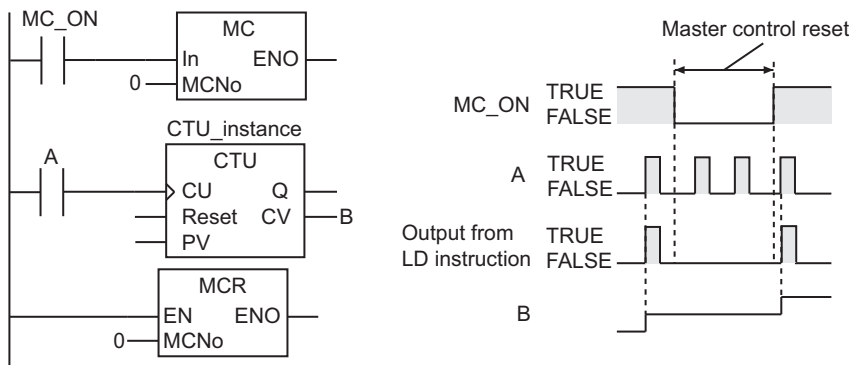 MC_ON
MC
In ENO
0 MCNo
CTU_instance
A
CTU
CU Q
Reset CV B
PV
MCR
EN ENO
0 MCNo
Master control reset
MC_ON TRUE
FALSE
A TRUE
FALSE
Output from
LD instruction
TRUE
FALSE
B